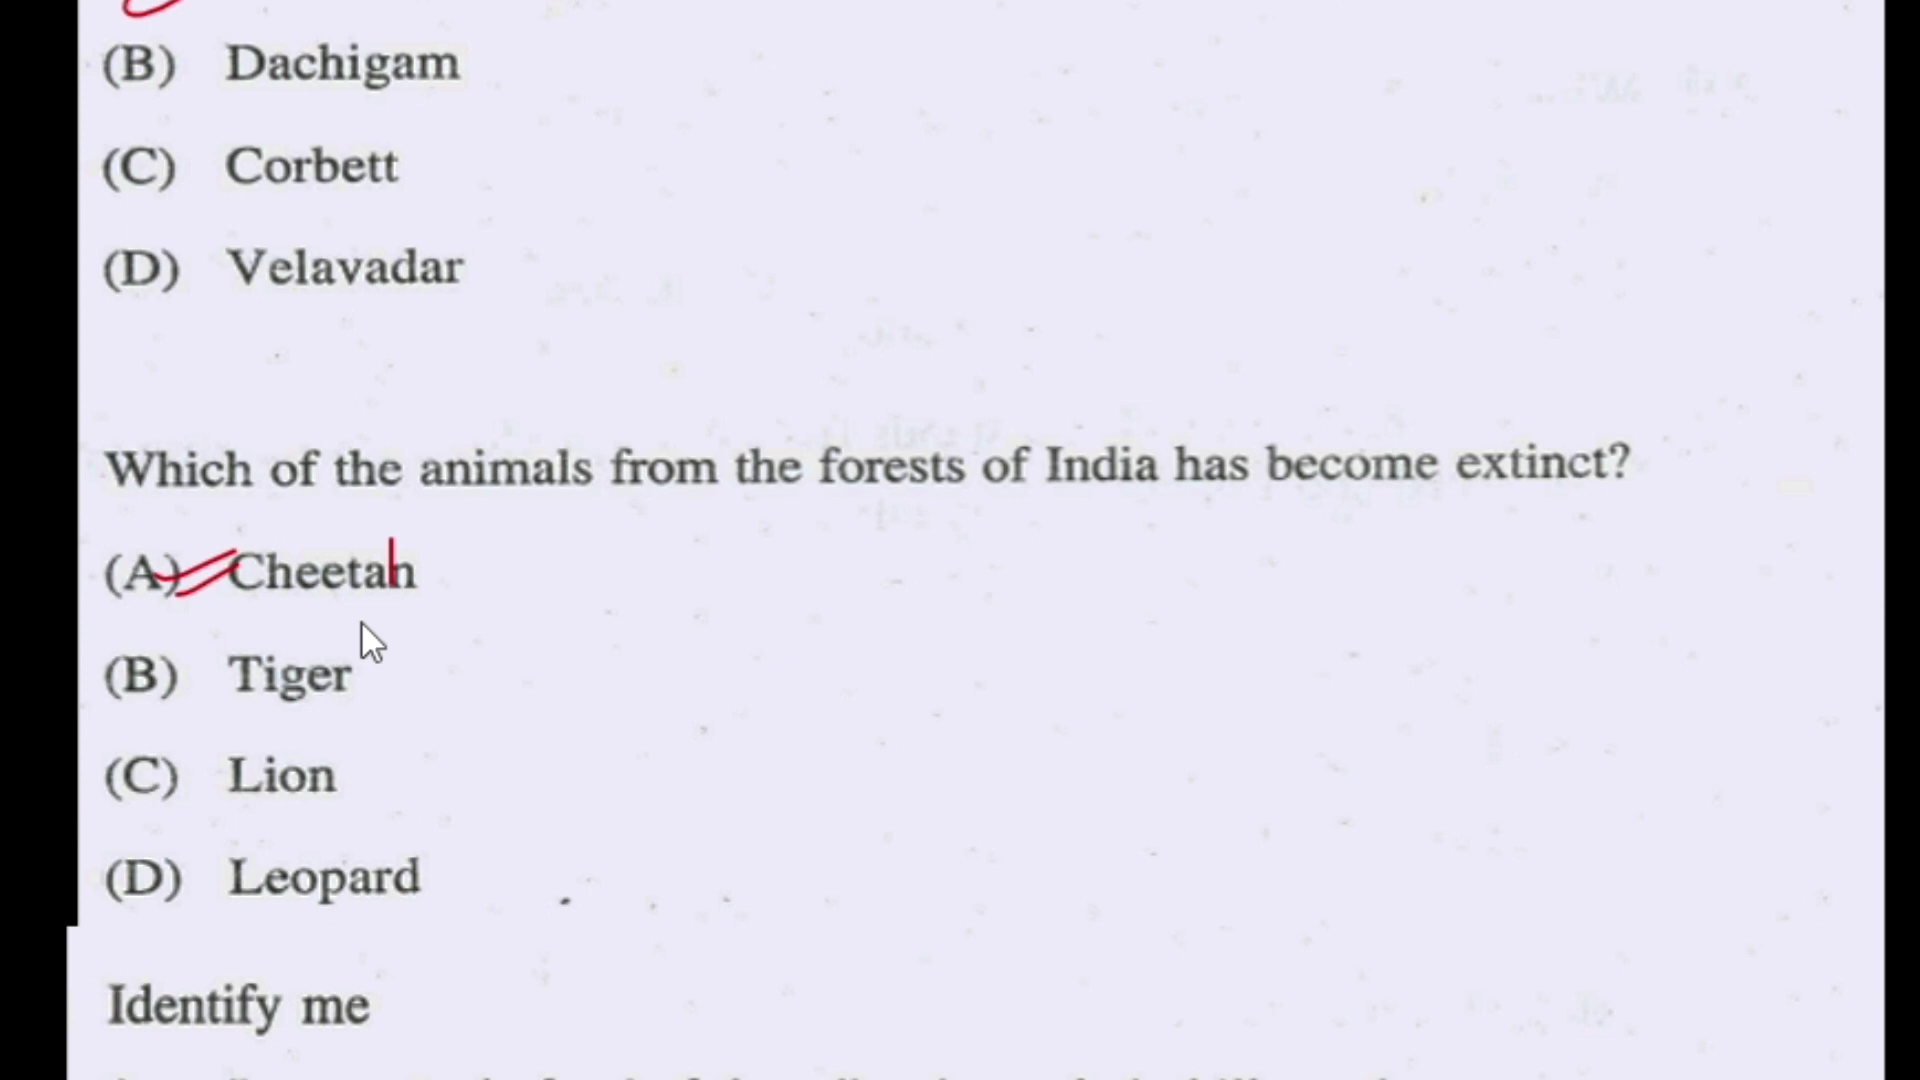 (B) Dachigam
(C) Corbett
(D) Velavadar
Which of the animals from the forests of India has become extinct?
(A) Cheetah
(B) Tiger
(C) Lion
(D) Leopard
Identify me